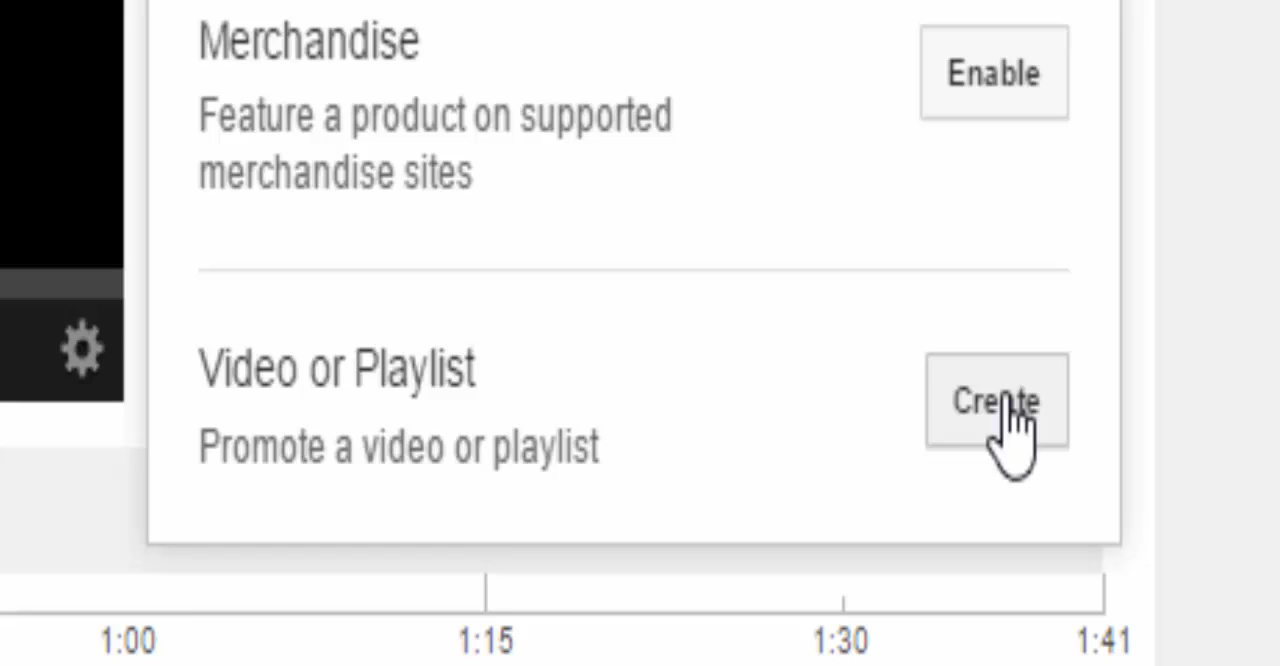 Merchandise
Enable
Feature a product on supported
merchandise sites
Video or Playlist
Create
Promote a video or playlist
1:00 1:15 1:30 1:41